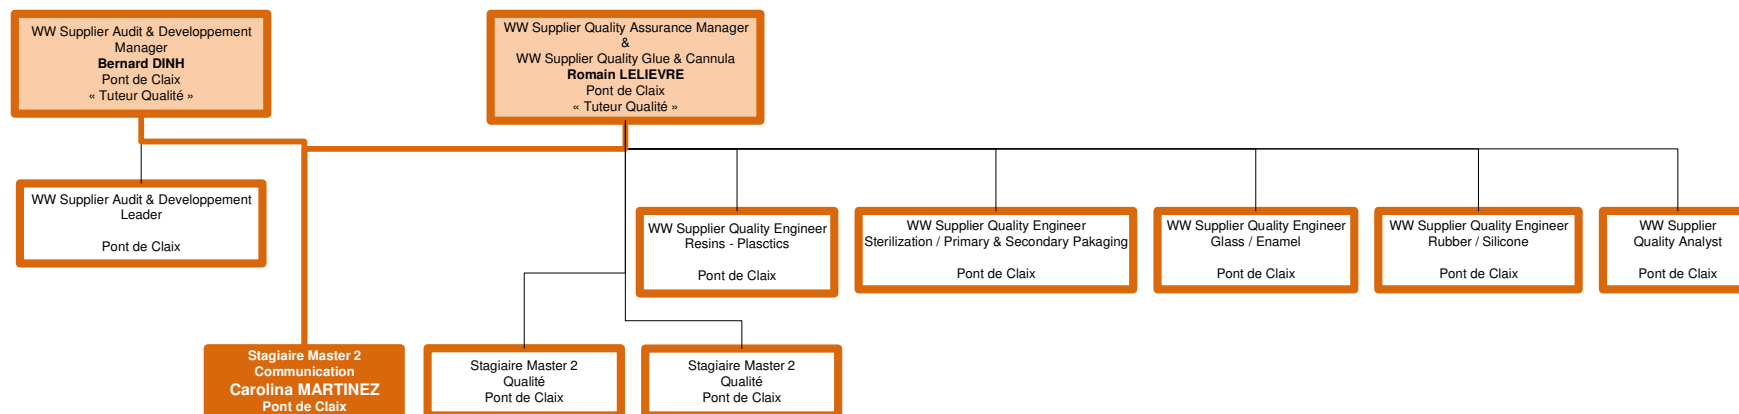 WW Supplier Audit & Developpement
Manager
Bernard DINH
Pont de Claix
« Tuteur Qualité »
WW Supplier Quality Assurance Manager
&
WW Supplier Quality Glue & Cannula
Romain LELIEVRE
Pont de Claix
« Tuteur Qualité »
WW Supplier Audit & Developpement
Leader
Pont de Claix
WW Supplier Quality Engineer
Resins - Plasctics
Pont de Claix
WW Supplier Quality Engineer
Sterilization / Primary & Secondary Pakaging
Pont de Claix
WW Supplier Quality Engineer
Glass / Enamel
Pont de Claix
WW Supplier Quality Engineer
Rubber / Silicone
Pont de Claix
WW Supplier
Quality Analyst
Pont de Claix
Stagiaire Master 2
Communication
Carolina MARTINEZ
Pont de Claix
Stagiaire Master 2
Qualité
Pont de Claix
Stagiaire Master 2
Qualité
Pont de Claix